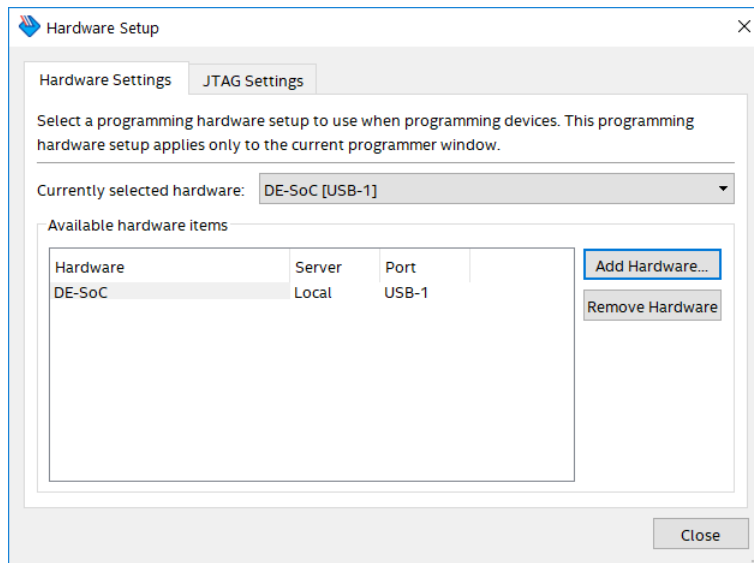 Hardware Setup
Hardware Settings
JTAG Settings
Select a programming hardware setup to use when programming devices. This programming
hardware setup applies only to the current programmer window.
Currently selected hardware: DE-SoC [USB-1]
Available hardware items
Hardware Server Port
DE-SoC Local USB-1
Add Hardware...
Remove Hardware
Close